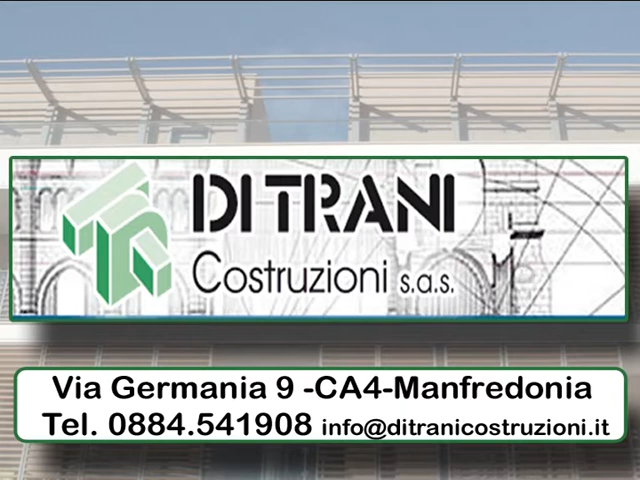 DI TRANI
Costruzioni s.a.s.
Via Germania 9 -CA4-Manfredonia
Tel. 0884.541908 info@ditranicostruzioni.it